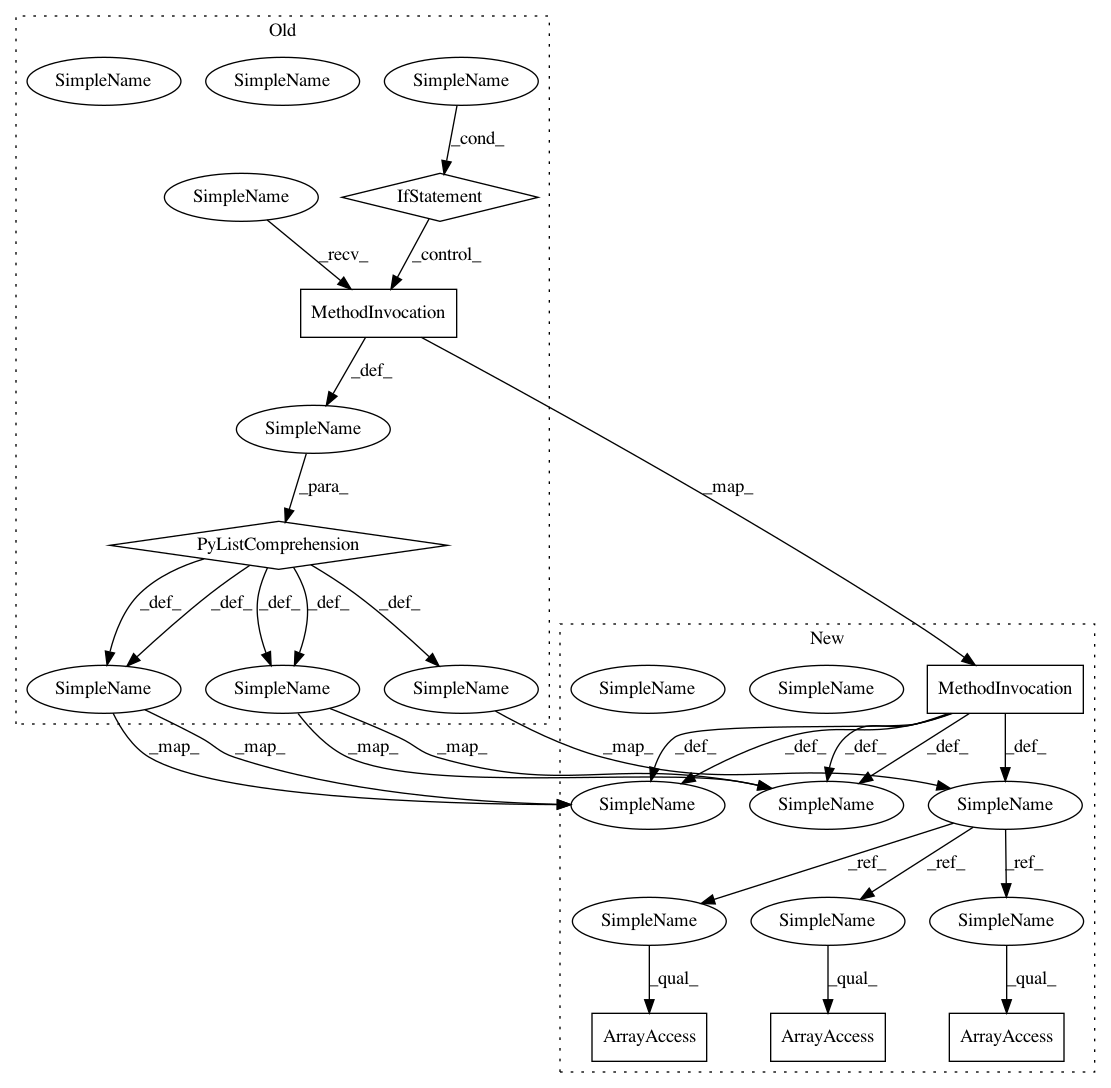 Old
SimpleName SimpleName SimpleName
_cond_
SimpleName IfStatement
_recv_ _control_
MethodInvocation
_def_
SimpleName
_para_ _map_
PyListComprehension
_def_ _def_ _def_ _def_ _def_
New
SimpleName SimpleName SimpleName SimpleName SimpleName MethodInvocation
_map_ _map_ _map_ _map_ _map_ _def_ _def_ _def_ _def_ _def_
SimpleName SimpleName SimpleName
_ref_ _ref_ _ref_
SimpleName SimpleName SimpleName
_qual_ _qual_ _qual_
ArrayAccess ArrayAccess ArrayAccess